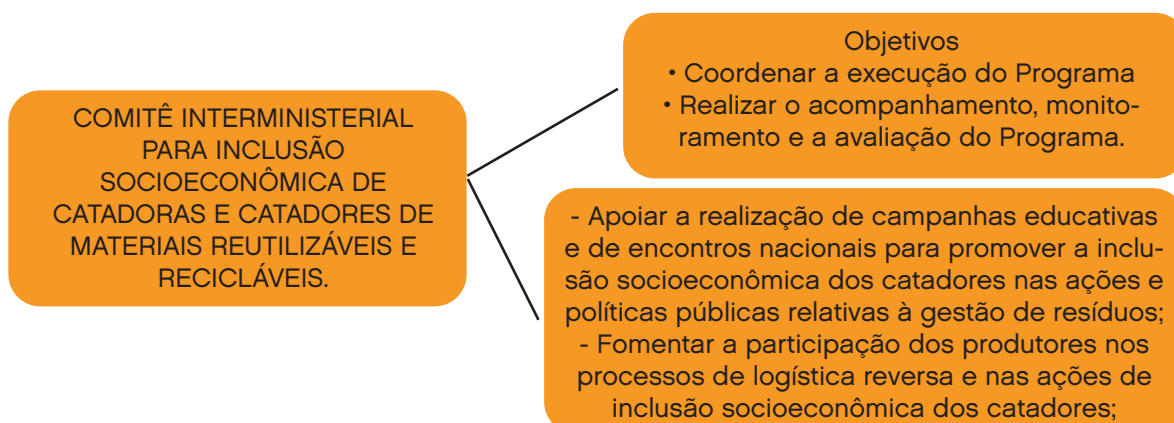 COMITÊ INTERMINISTERIAL
PARA INCLUSÃO
SOCIOECONÔMICA DE
CATADORAS E CATADORES DE
MATERIAIS REUTILIZÁVEIS E
RECICLÁVEIS.
Objetivos
• Coordenar a execução do Programa
• Realizar o acompanhamento, monito-
ramento e a avaliação do Programa.
- Apoiar a realização de campanhas educativas
e de encontros nacionais para promover a inclu-
são socioeconômica dos catadores nas ações e
políticas públicas relativas à gestão de resíduos;
- Fomentar a participação dos produtores nos
processos de logística reversa e nas ações de
inclusão socioeconômica dos catadores;